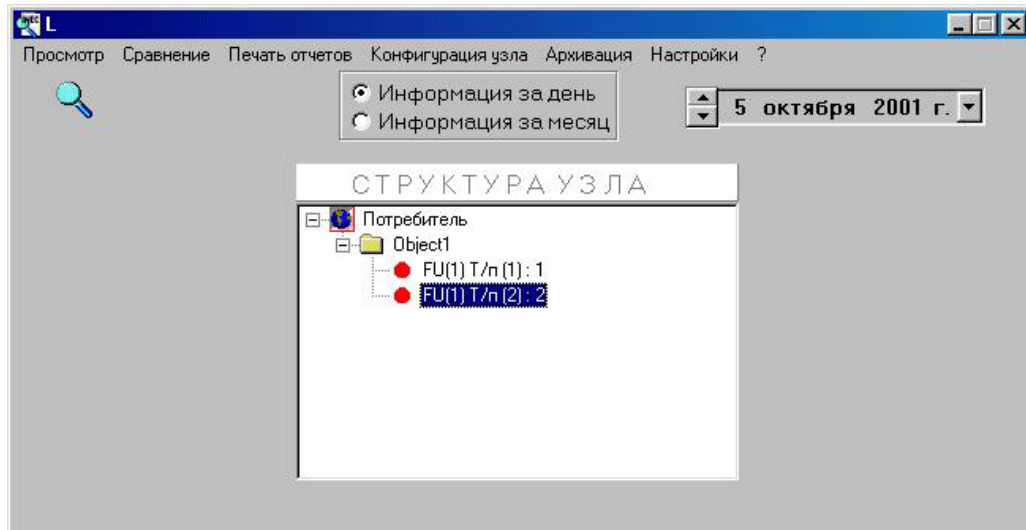 L
Просмотр Сравнение Печать отчетов Конфигурация узла Архивация Настройки ?
Информация за день
5 октября 2001 г.
Информация за месяц
СТРУКТУРА УЗЛА
Потребитель
Object1
FU(1) Т/п (1) : 1
FU(1) Т/п (2) : 2